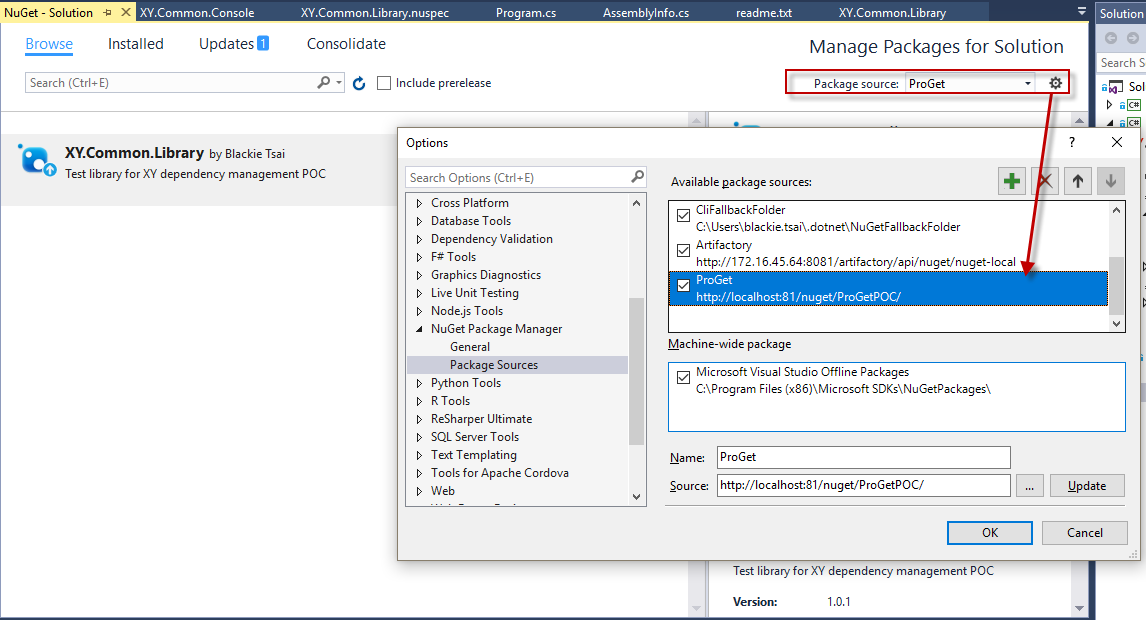 NuGet - Solution
XY.Common.Console
XY.Common.Library.nuspec
Program.cs
AssemblyInfo.cs
readme.txt
XY.Common.Library
Solution
Browse
Installed
Updates 1
Consolidate
Manage Packages for Solution
Search (Ctrl+E)
Include prerelease
Package source: ProGet
Search S
Sol
C#
C#
XY.Common.Library by Blackie Tsai
Test library for XY dependency management POC
Options
?
Search Options (Ctrl+E)
Cross Platform
Database Tools
Dependency Validation
F# Tools
Graphics Diagnostics
Live Unit Testing
Node.js Tools
NuGet Package Manager
General
Package Sources
Python Tools
R Tools
ReSharper Ultimate
SQL Server Tools
Text Templating
Tools for Apache Cordova
Web
Available package sources:
CliFallbackFolder
C:\Users\blackie.tsai\.dotnet\NuGetFallbackFolder
Artifactory
http://172.16.45.64:8081/artifactory/api/nuget/nuget-local
ProGet
http://localhost:81/nuget/ProGetPOC/
Machine-wide package
Microsoft Visual Studio Offline Packages
C:\Program Files (x86)\Microsoft SDKs\NuGetPackages\
Name: ProGet
Source: http://localhost:81/nuget/ProGetPOC/
...
Update
OK
Cancel
Test library for XY dependency management POC
Version: 1.0.1